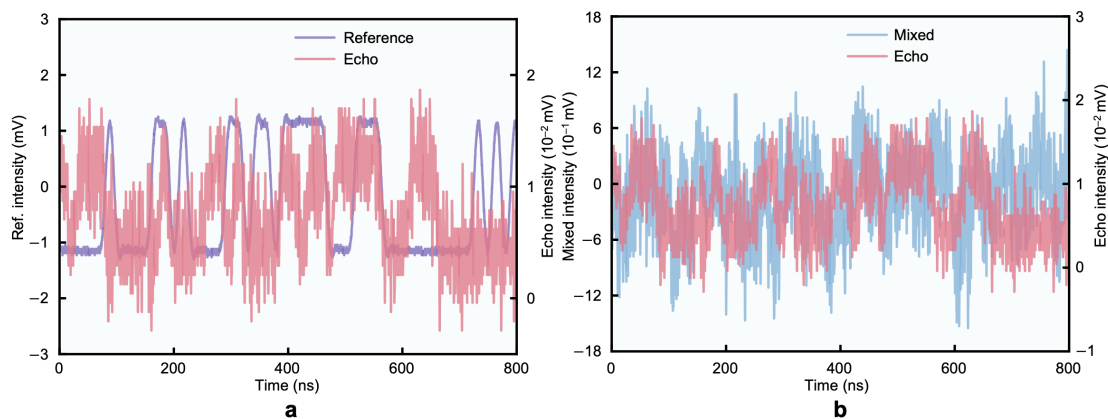 3
2
1
0
−1
−2
−3
Ref. intensity (mV)
Reference
Echo
2
1
0
Echo intensity (10⁻² mV)
0
200
400
600
800
Time (ns)
a
18
12
6
0
−6
−12
−18
Mixed intensity (10⁻¹ mV)
Mixed
Echo
3
2
1
0
−1
Echo intensity (10⁻² mV)
0
200
400
600
800
Time (ns)
b